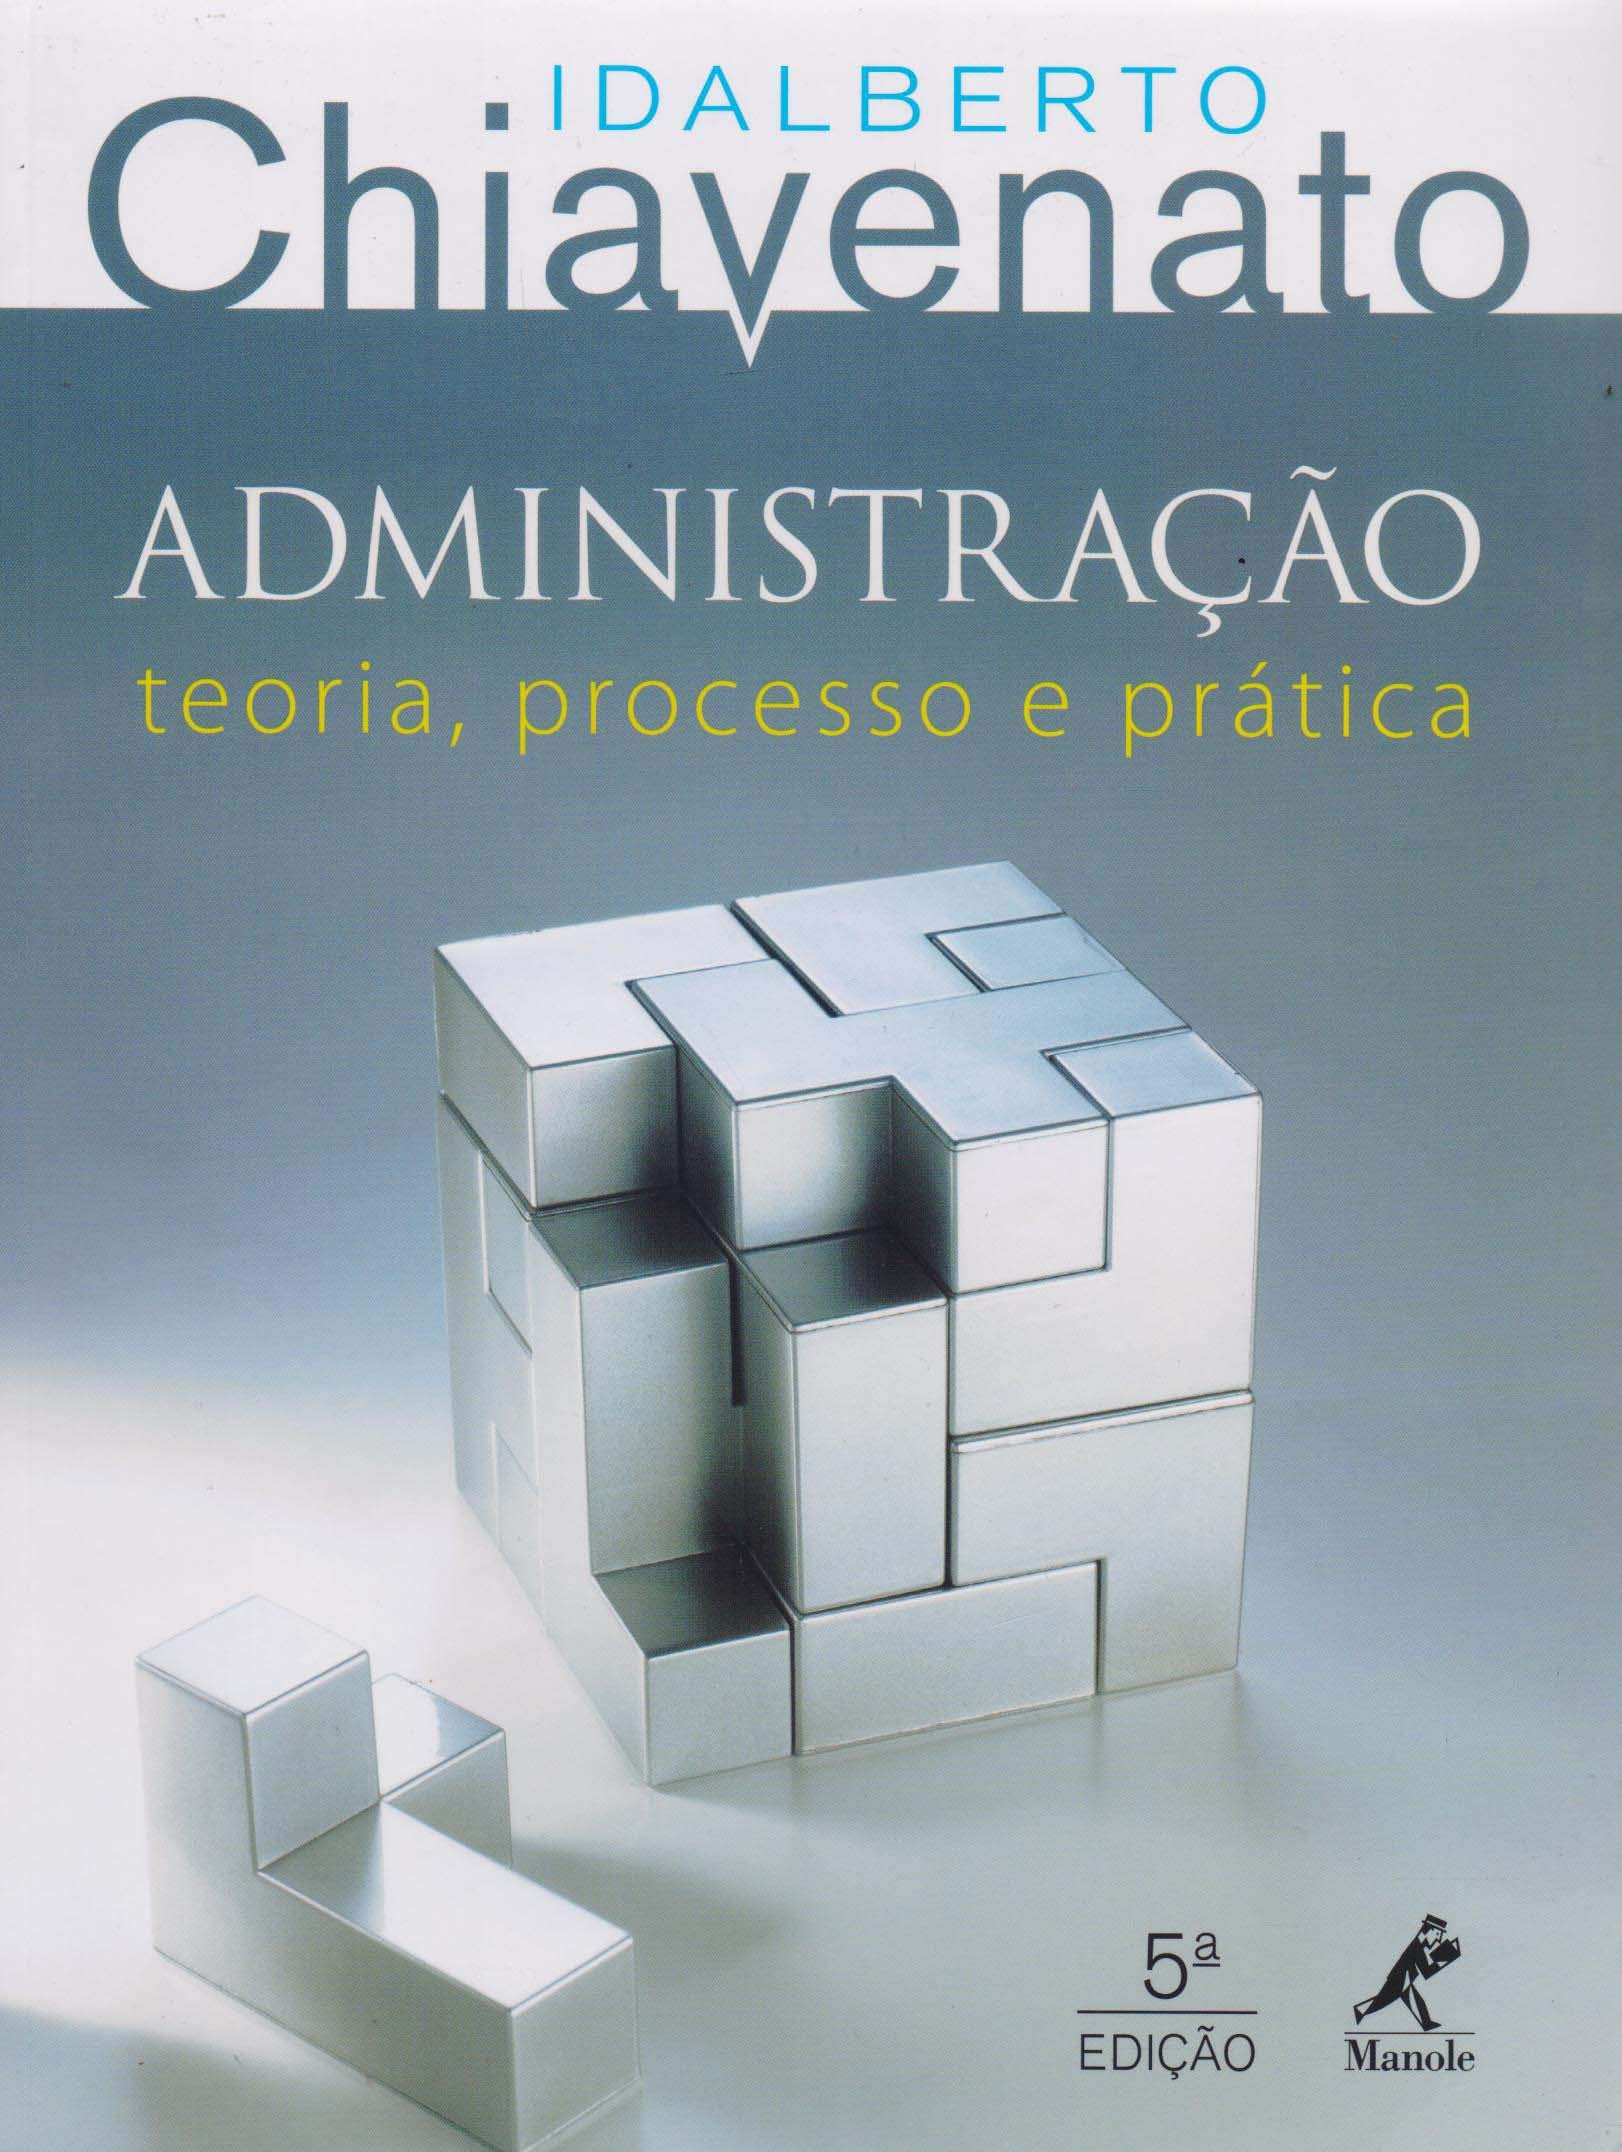 IDALBERTO
Chiavenato
ADMINISTRAÇÃO
teoria, processo e prática
5ª
EDIÇÃO
Manole